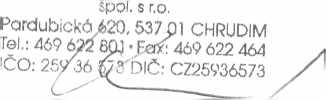 spol. s r.o.
Pardubická 620, 537 01 CHRUDIM
Tel.: 469 622 801 • Fax: 469 622 464
IČO: 259 36 573 DIČ: CZ25936573